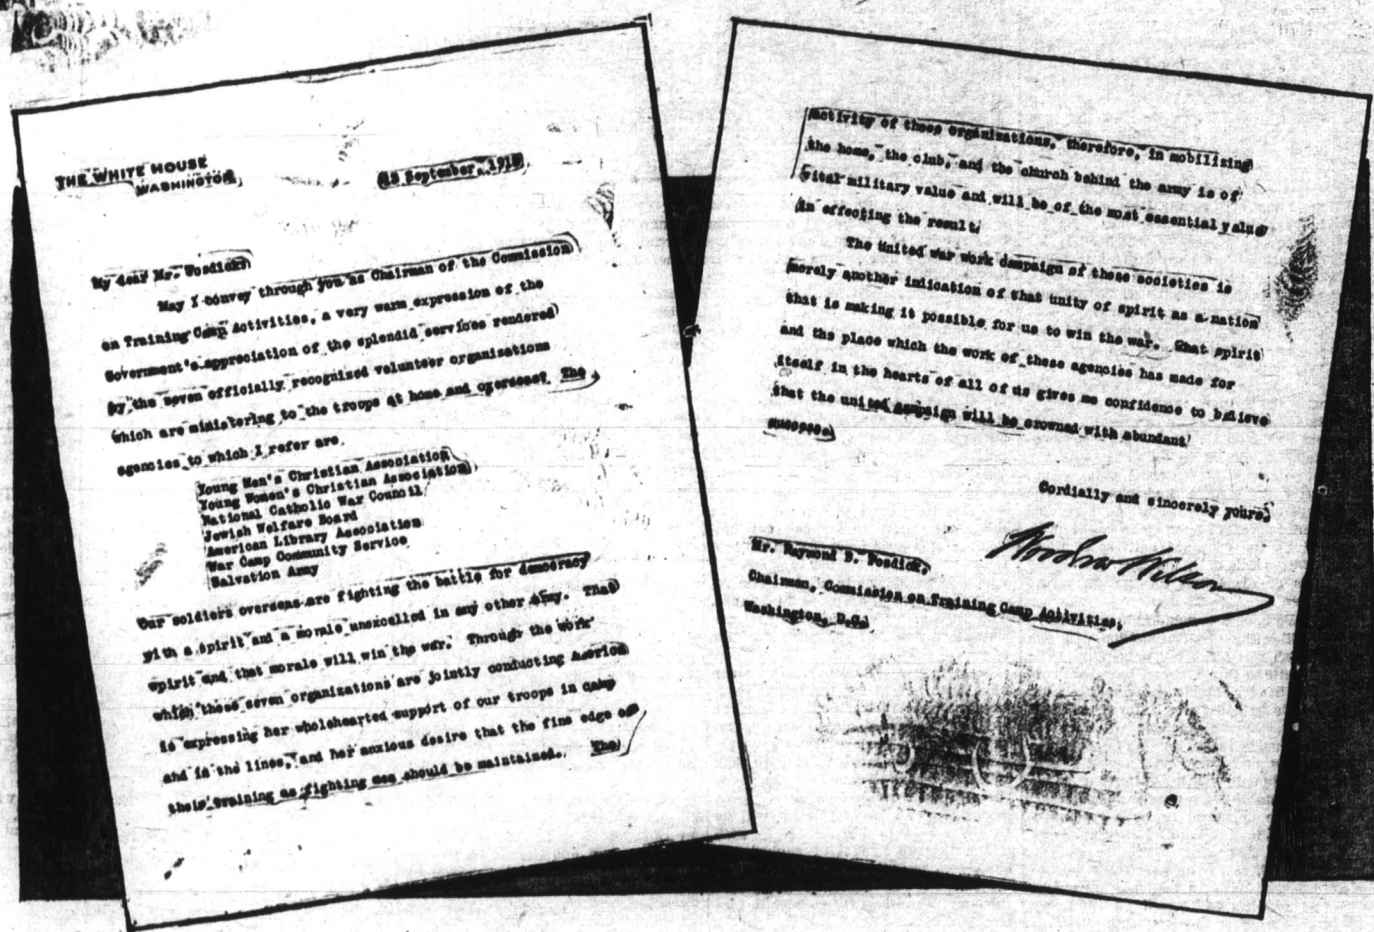 THE WHITE HOUSE
WASHINGTON
September, 1918
My dear Mr. Fosdick:
May I convey through you as Chairman of the Commission
on Training Camp Activities, a very warm expression of the
Government's appreciation of the splendid services rendered
by the seven officially recognized volunteer organizations
which are ministering to the troops at home and overseas? The
agencies to which I refer are
Young Men's Christian Association
Young Women's Christian Association
National Catholic War Council
Jewish Welfare Board
American Library Association
War Camp Community Service
Salvation Army
Our soldiers overseas are fighting the battle for democracy
with a spirit and a morale unexcelled in any other army. That
spirit and that morale will win the war. Through the work
which these seven organizations are jointly conducting America
is expressing her wholehearted support of our troops in camp
and in the lines, and her anxious desire that the fine edge of
their training as fighting men should be maintained. The
activity of these organizations, therefore, in mobilizing
the home, the club, and the church behind the army is of
vital military value and will be of the most essential value
in effecting the result.
The united war work campaign of these societies is
merely another indication of that unity of spirit as a nation
that is making it possible for us to win the war. That spirit
and the place which the work of these agencies has made for
itself in the hearts of all of us gives me confidence to believe
that the united campaign will be crowned with abundant
success.
Cordially and sincerely yours,
Woodrow Wilson
Mr. Raymond B. Fosdick,
Chairman, Commission on Training Camp Activities,
Washington, D.C.